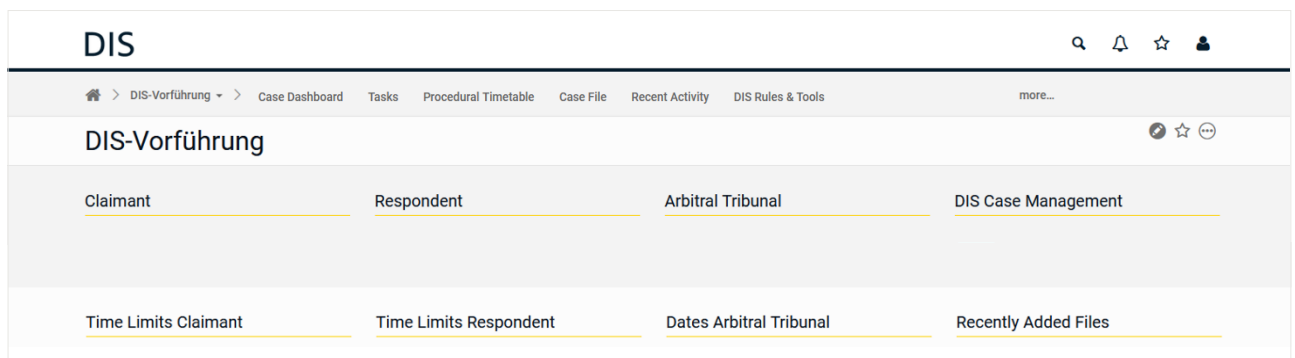 DIS
DIS-Vorführung Case Dashboard Tasks Procedural Timetable Case File Recent Activity DIS Rules & Tools more...
DIS-Vorführung
Claimant Respondent Arbitral Tribunal DIS Case Management
Time Limits Claimant Time Limits Respondent Dates Arbitral Tribunal Recently Added Files